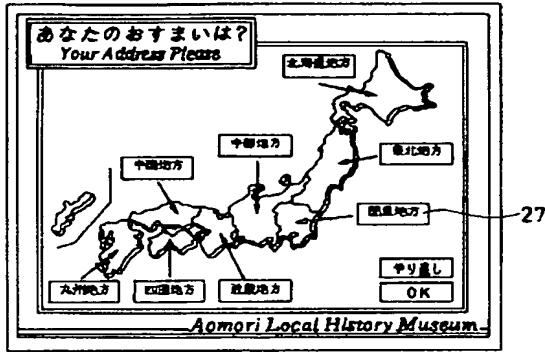 あなたのおすまいは?
Your Address Please
北海道地方
中部地方
中国地方
東北地方
関東地方
27
九州地方
四国地方
近畿地方
やり直し
OK
Aomori Local History Museum